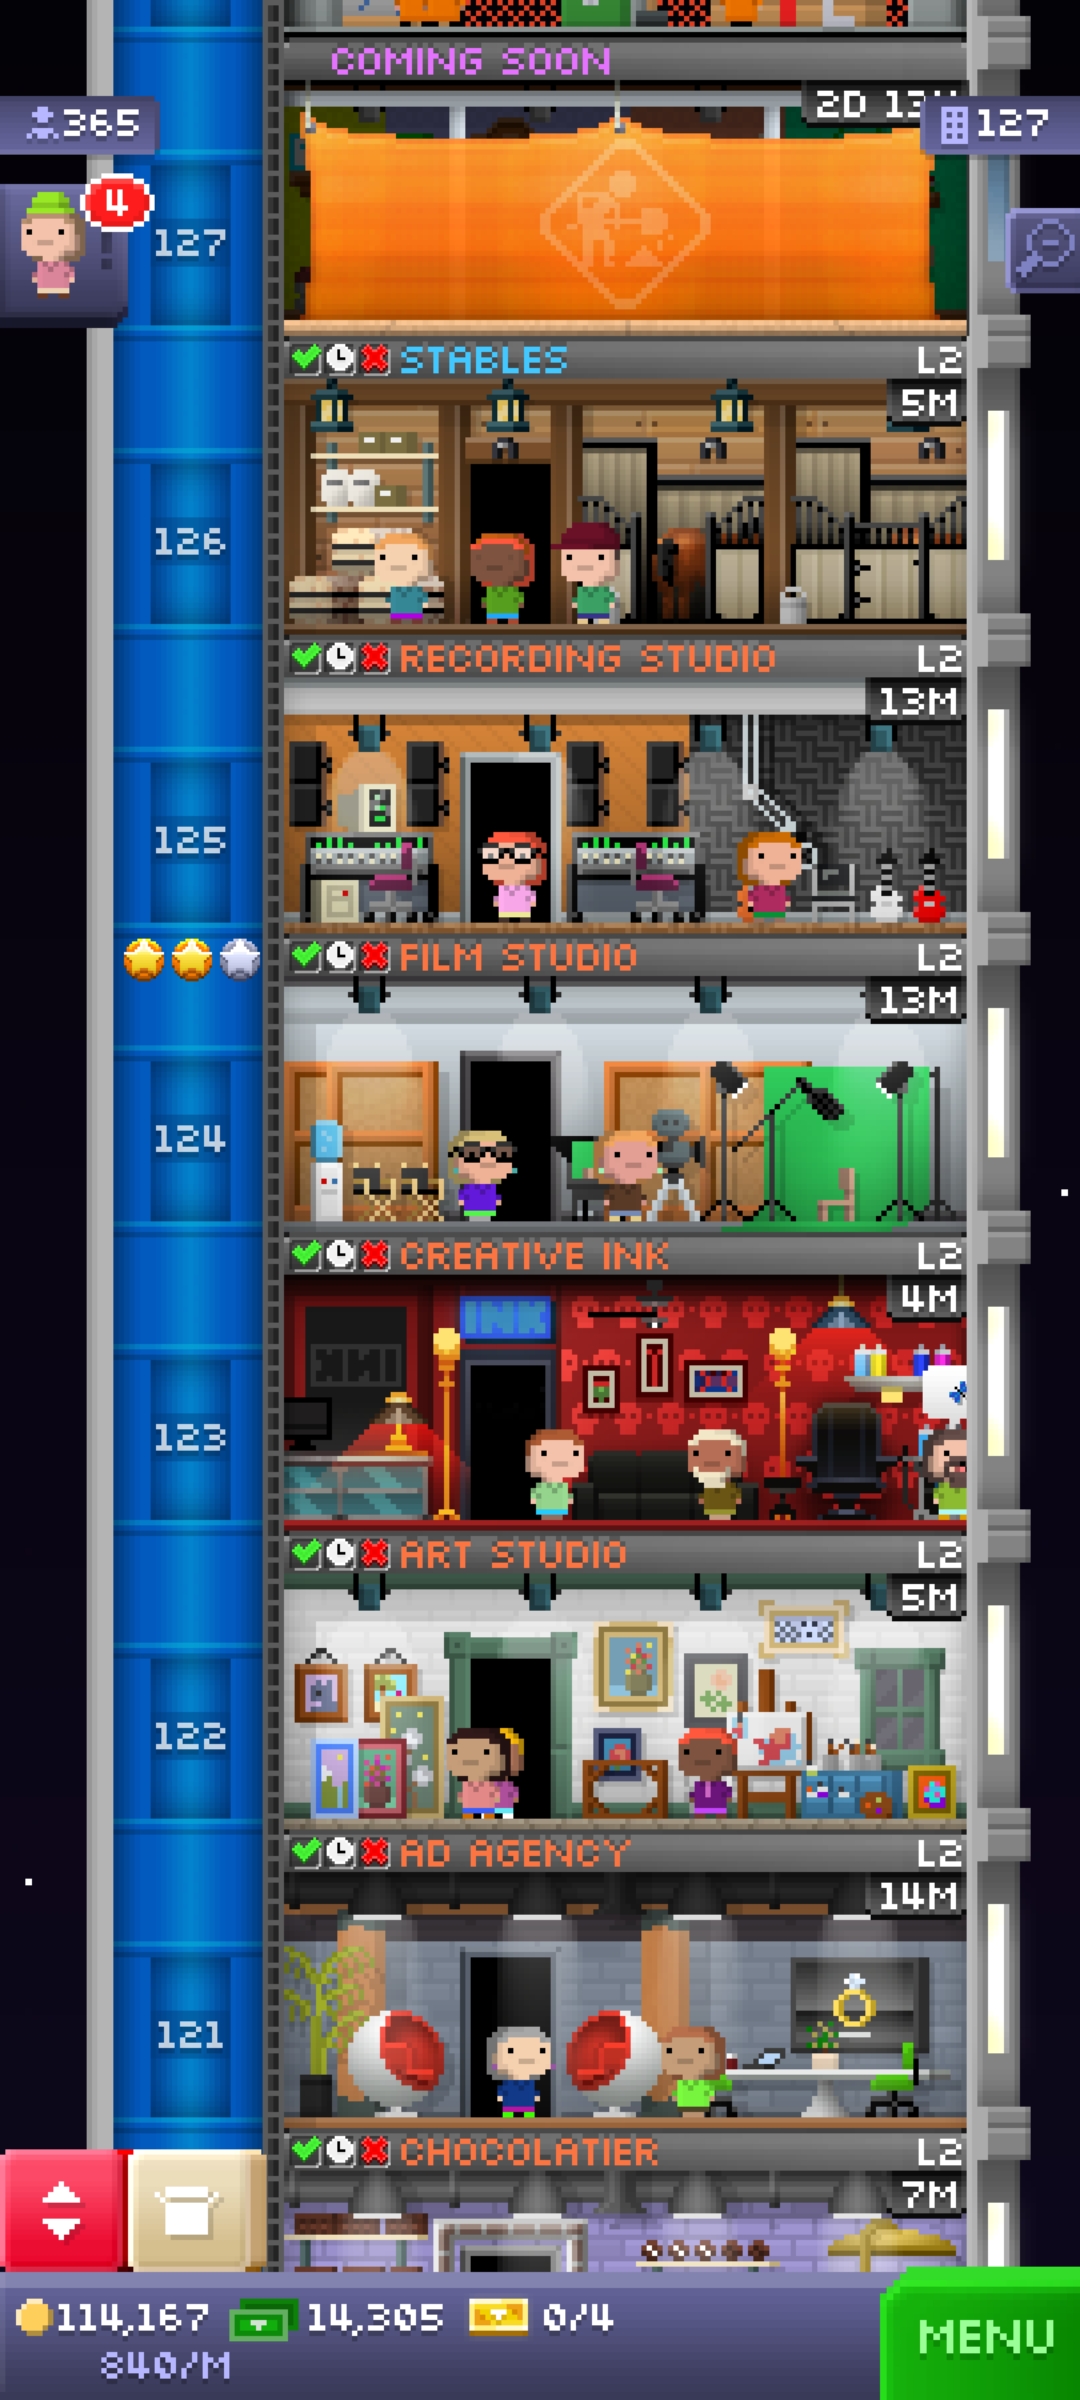 COMING SOON
2D 13
365
127
4
127
STABLES L2
5M
126
RECORDING STUDIO L2
13M
125
FILM STUDIO L2
13M
124
CREATIVE INK L2
4M
INK
123
ART STUDIO L2
5M
122
AD AGENCY L2
14M
121
CHOCOLATIER L2
7M
114,167 14,305 0/4
840/M
MENU